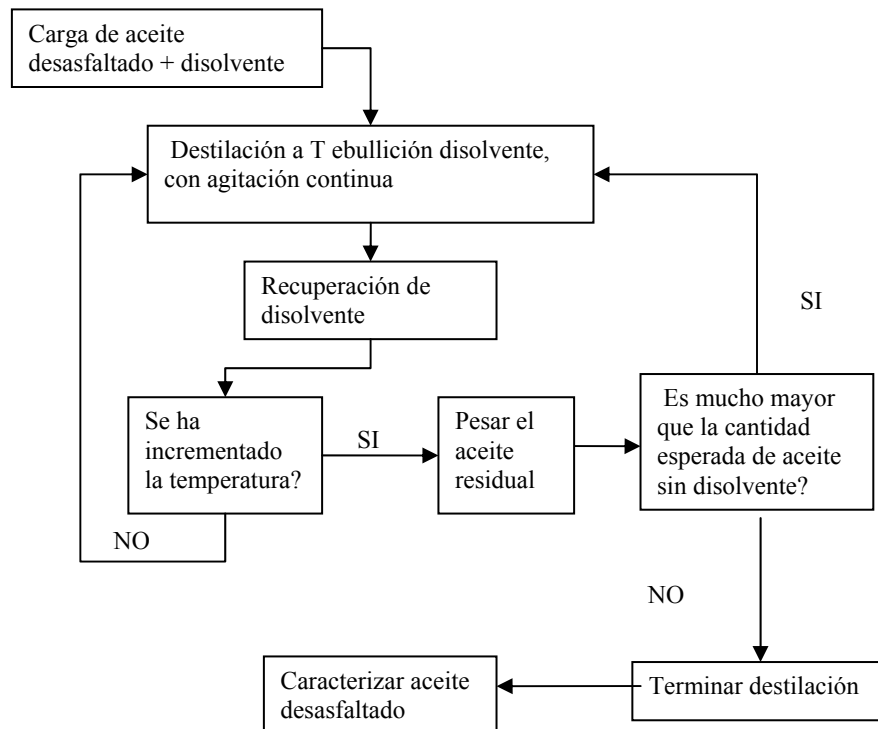 Carga de aceite
desasfaltado + disolvente
Destilación a T ebullición disolvente,
con agitación continua
Recuperación de
disolvente
SI
Se ha
incrementado
la temperatura?
SI
Pesar el
aceite
residual
Es mucho mayor
que la cantidad
esperada de aceite
sin disolvente?
NO
NO
Caracterizar aceite
desasfaltado
Terminar destilación